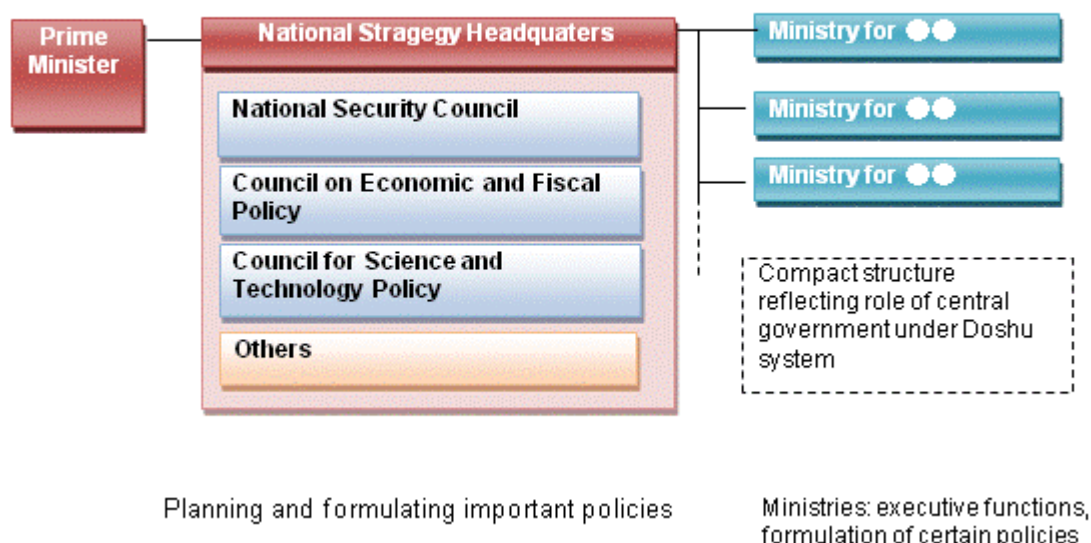 Prime
Minister
National Stragegy Headquaters
National Security Council
Council on Economic and Fiscal
Policy
Council for Science and
Technology Policy
Others
Ministry for ●●
Ministry for ●●
Ministry for ●●
Compact structure
reflecting role of central
government under Doshu
system
Planning and formulating important policies
Ministries: executive functions,
formulation of certain policies